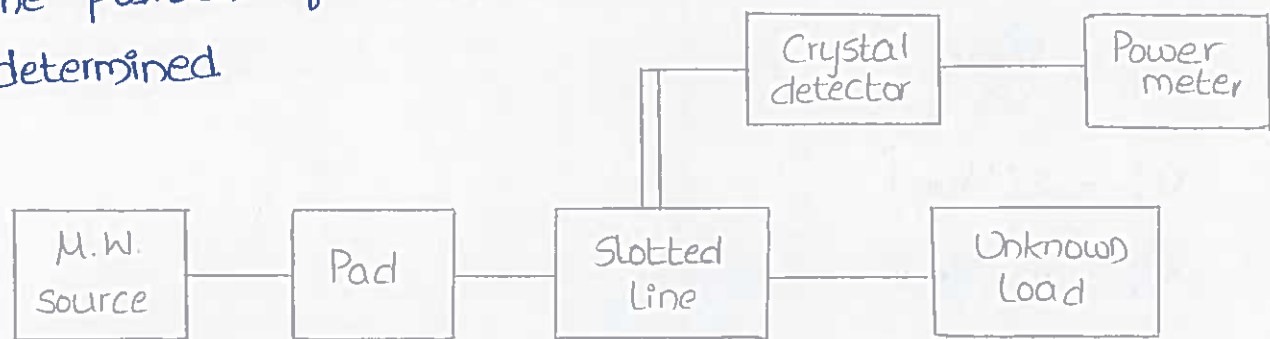 determined.
Crystal
detector
Power
meter
M.W.
source
Pad
Slotted
Line
Unknown
Load